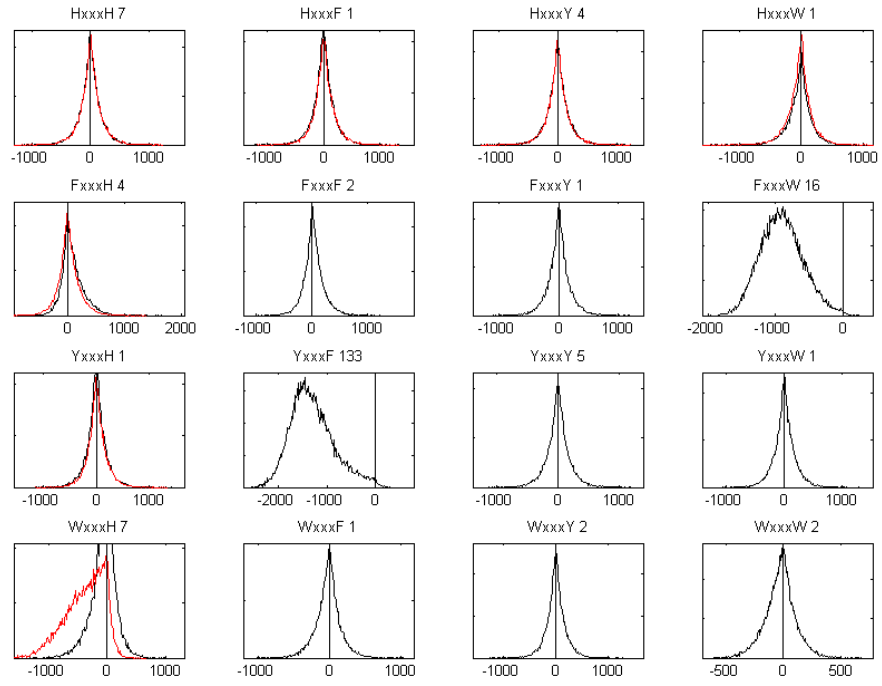 HxxxH 7 HxxxF 1 HxxxY 4 HxxxW 1
-1000 0 1000 -1000 0 1000 -1000 0 1000 -1000 0 1000
FxxxH 4 FxxxF 2 FxxxY 1 FxxxW 16
0 1000 2000 -1000 0 1000 -1000 0 1000 -2000 -1000 0
YxxxH 1 YxxxF 133 YxxxY 5 YxxxW 1
-1000 0 1000 -2000 -1000 0 -1000 0 1000 -1000 0 1000
WxxxH 7 WxxxF 1 WxxxY 2 WxxxW 2
-1000 0 1000 -1000 0 1000 -1000 0 1000 -500 0 500